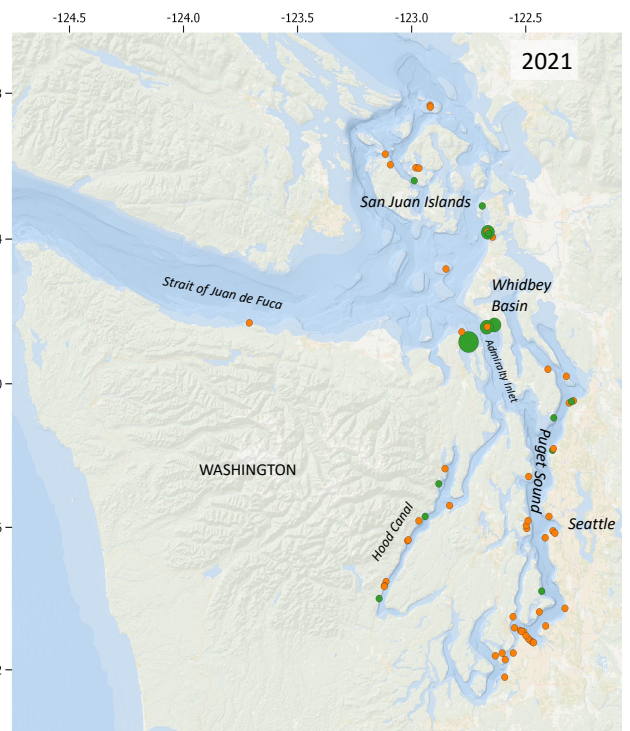 -124.5 -124.0 -123.5 -123.0 -122.5
2021
San Juan Islands
Whidbey
Basin
Strait of Juan de Fuca
Admiralty Inlet
Puget Sound
WASHINGTON
Hood Canal
Seattle